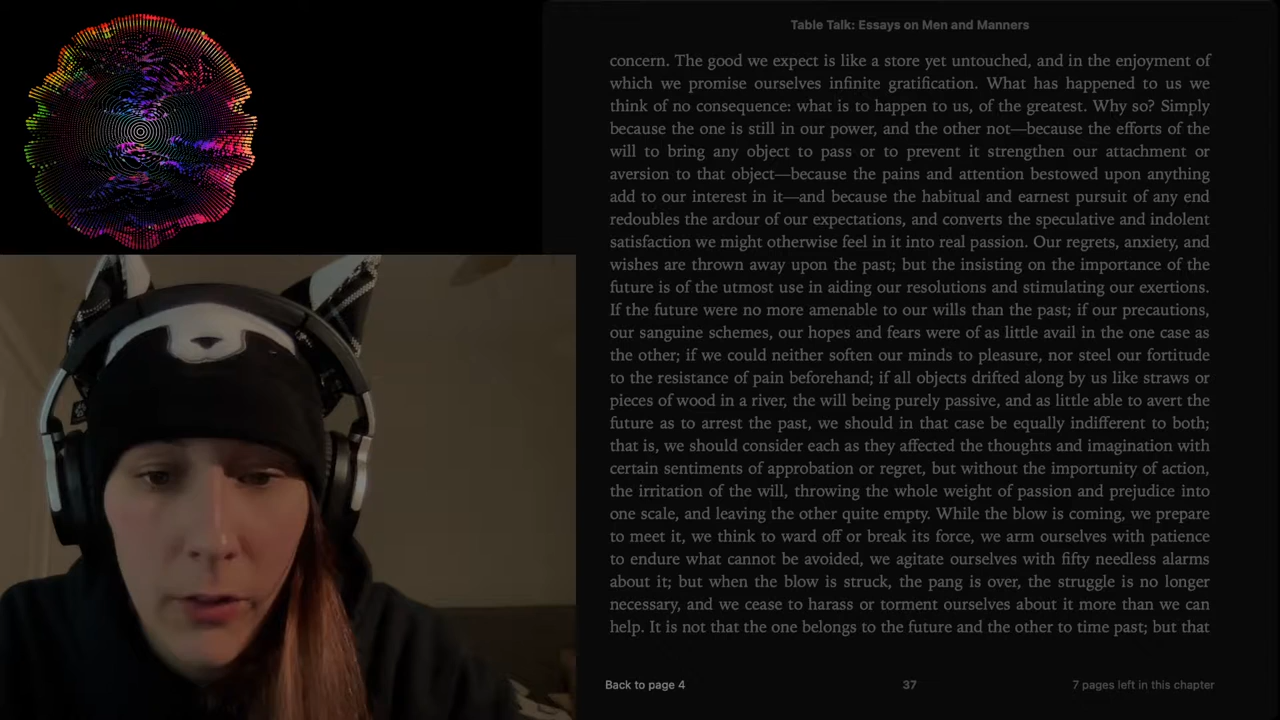 Table Talk: Essays on Men and Manners
concern. The good we expect is like a store yet untouched, and in the enjoyment of
which we promise ourselves infinite gratification. What has happened to us we
think of no consequence: what is to happen to us, of the greatest. Why so? Simply
because the one is still in our power, and the other not—because the efforts of the
will to bring any object to pass or to prevent it strengthen our attachment or
aversion to that object—because the pains and attention bestowed upon anything
add to our interest in it—and because the habitual and earnest pursuit of any end
redoubles the ardour of our expectations, and converts the speculative and indolent
satisfaction we might otherwise feel in it into real passion. Our regrets, anxiety, and
wishes are thrown away upon the past; but the insisting on the importance of the
future is of the utmost use in aiding our resolutions and stimulating our exertions.
If the future were no more amenable to our wills than the past; if our precautions,
our sanguine schemes, our hopes and fears were of as little avail in the one case as
the other; if we could neither soften our minds to pleasure, nor steel our fortitude
to the resistance of pain beforehand; if all objects drifted along by us like straws or
pieces of wood in a river, the will being purely passive, and as little able to avert the
future as to arrest the past, we should in that case be equally indifferent to both;
that is, we should consider each as they affected the thoughts and imagination with
certain sentiments of approbation or regret, but without the importunity of action,
the irritation of the will, throwing the whole weight of passion and prejudice into
one scale, and leaving the other quite empty. While the blow is coming, we prepare
to meet it, we think to ward off or break its force, we arm ourselves with patience
to endure what cannot be avoided, we agitate ourselves with fifty needless alarms
about it; but when the blow is struck, the pang is over, the struggle is no longer
necessary, and we cease to harass or torment ourselves about it more than we can
help. It is not that the one belongs to the future and the other to time past; but that
Back to page 4
37
7 pages left in this chapter